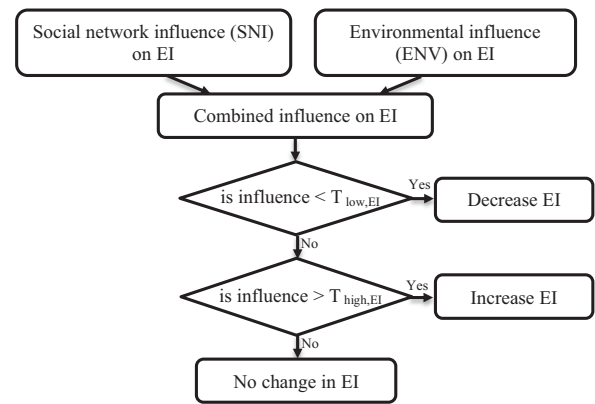 Social network influence (SNI)
on EI
Environmental influence
(ENV) on EI
Combined influence on EI
is influence < T low,EI
Yes
Decrease EI
No
is influence > T high,EI
Yes
Increase EI
No
No change in EI